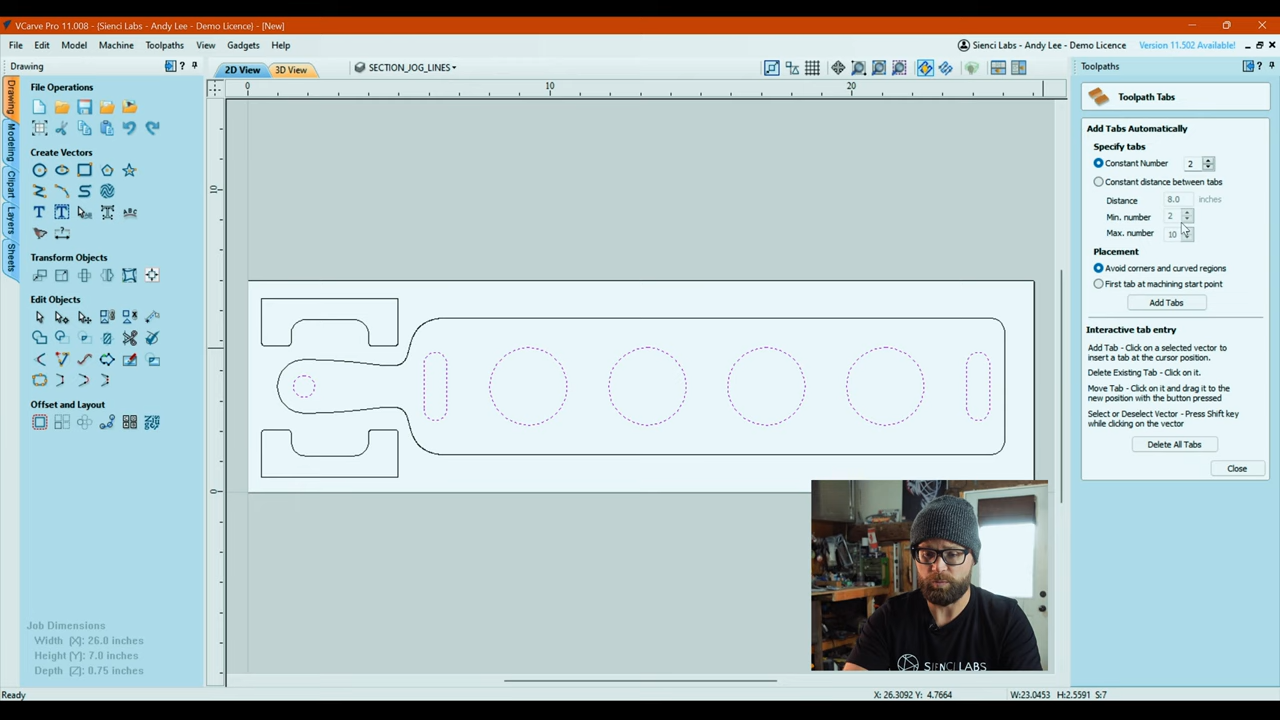 VCarve Pro 11.008 - {Sienci Labs - Andy Lee - Demo Licence} - [New]
File Edit Model Machine Toolpaths View Gadgets Help
Sienci Labs - Andy Lee - Demo Licence Version 11.502 Available!
Drawing
2D View 3D View SECTION_JOG_LINES
Toolpaths
Drawing
Modeling
Clipart
Layers
Sheets
File Operations
Create Vectors
Transform Objects
Edit Objects
Offset and Layout
Job Dimensions
Width [X]: 26.0 inches
Height [Y]: 7.0 inches
Depth [Z]: 0.75 inches
0 10 20
10
0
Toolpath Tabs
Add Tabs Automatically
Specify tabs
Constant Number 2
Constant distance between tabs
Distance 8.0 inches
Min. number 2
Max. number 10
Placement
Avoid corners and curved regions
First tab at machining start point
Add Tabs
Interactive tab entry
Add Tab - Click on a selected vector to
insert a tab at the cursor position.
Delete Existing Tab - Click on it.
Move Tab - Click on it and drag it to the
new position with the button pressed
Select or Deselect Vector - Press Shift key
while clicking on the vector
Delete All Tabs
Close
SIENCI LABS
Ready
X: 26.3092 Y: 4.7664
W:23.0453 H:2.5591 S:7